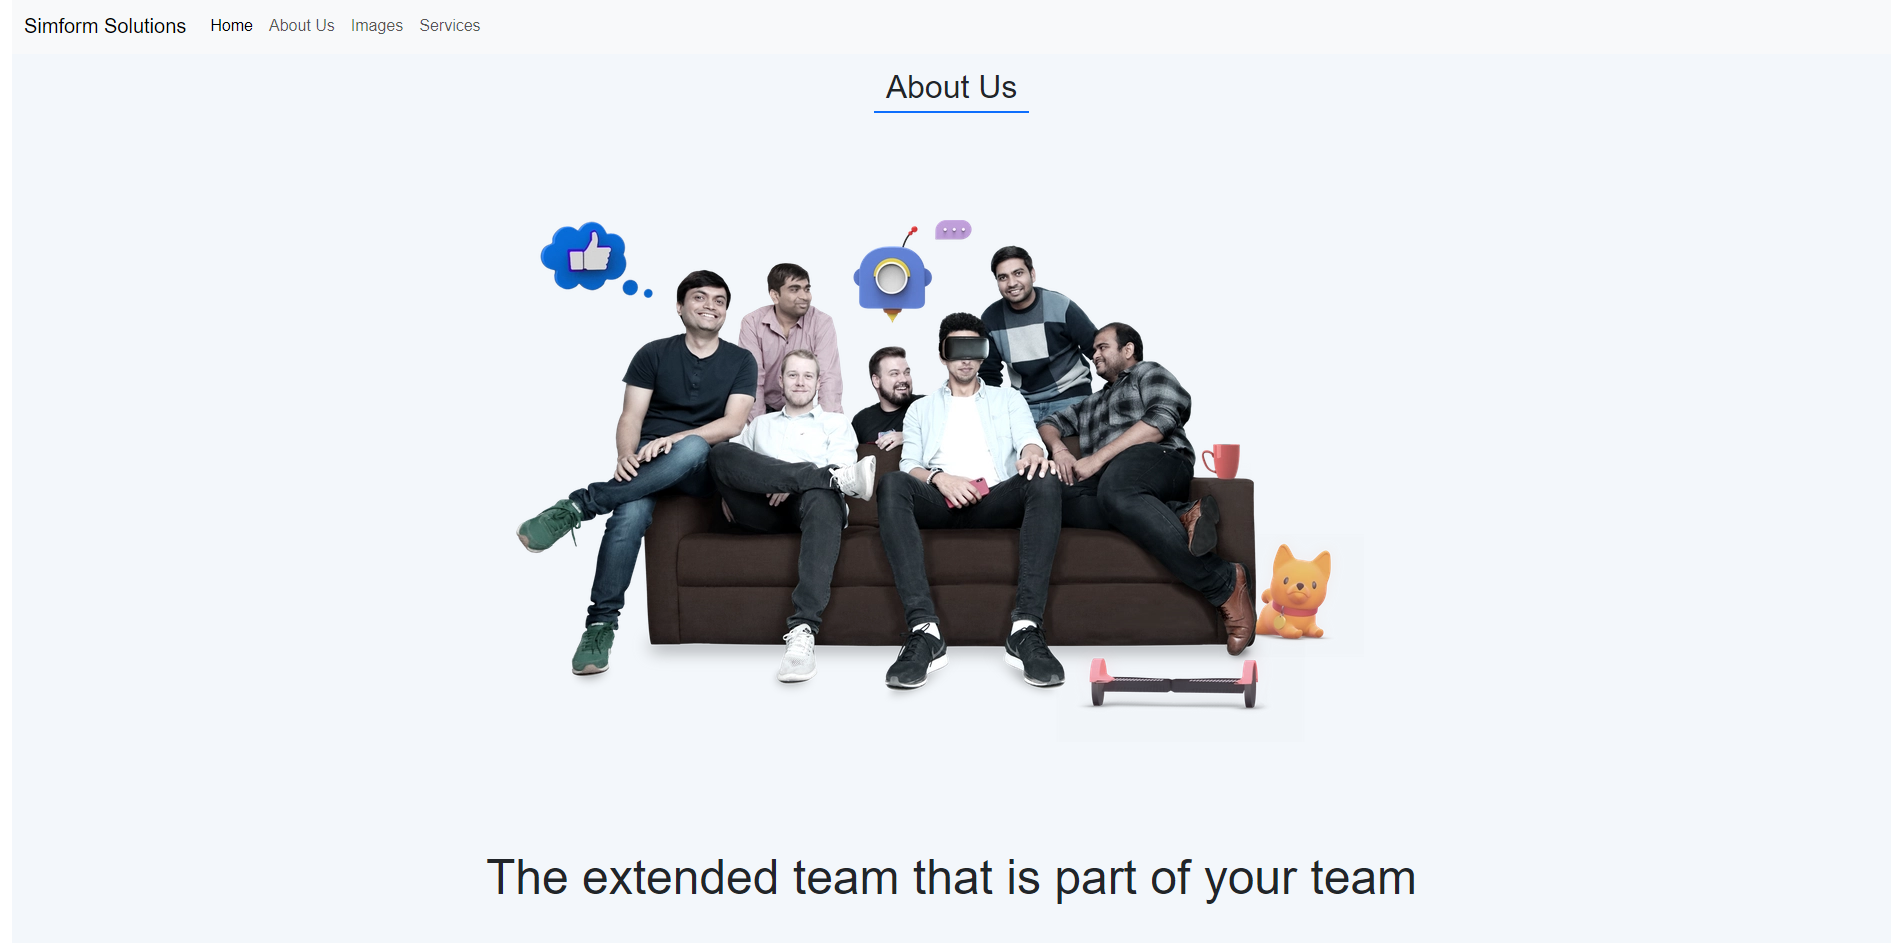 Simform Solutions Home About Us Images Services
About Us
The extended team that is part of your team